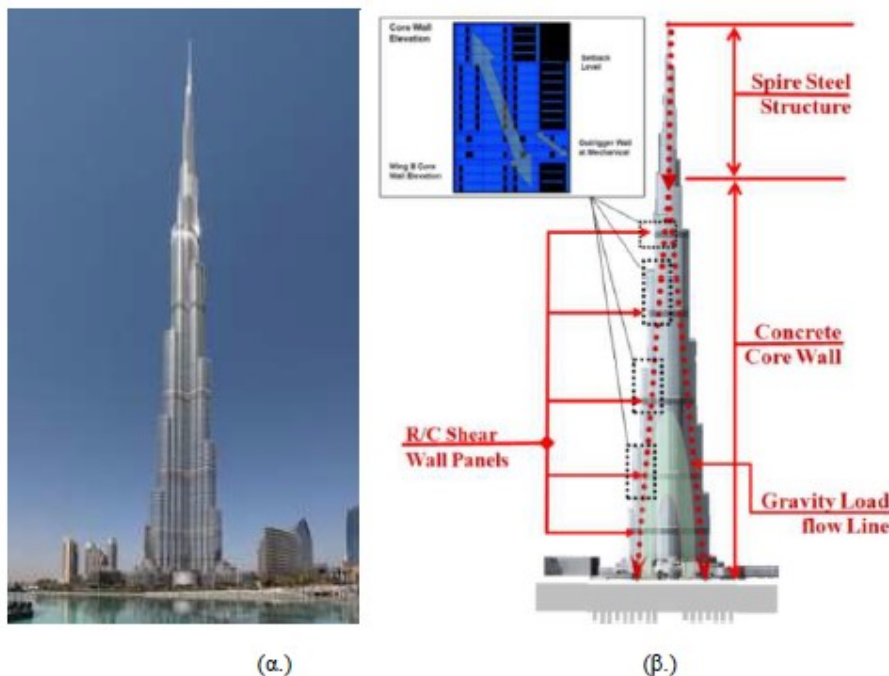 Core Wall
Elevation
Setback
Level
Outrigger Wall
at Mechanical
Wing B Core
Wall Elevation
Spire Steel
Structure
Concrete
Core Wall
R/C Shear
Wall Panels
Gravity Load
flow Line
(α.)
(β.)